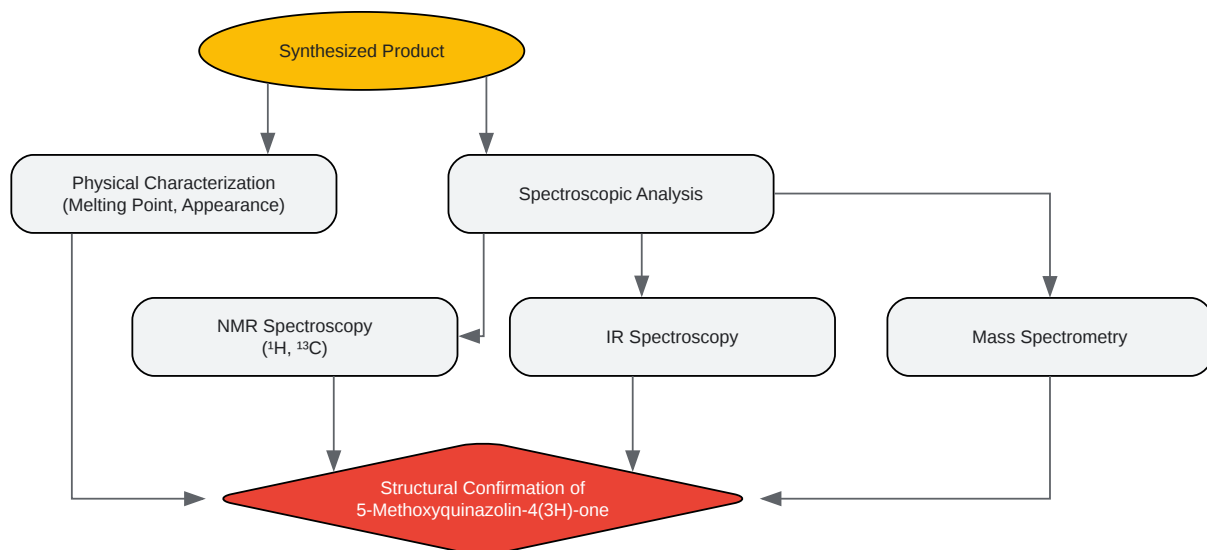 Synthesized Product
Physical Characterization
(Melting Point, Appearance)
Spectroscopic Analysis
NMR Spectroscopy
(¹H, ¹³C)
IR Spectroscopy
Mass Spectrometry
Structural Confirmation of
5-Methoxyquinazolin-4(3H)-one